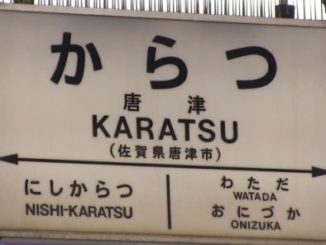 からつ
唐津
KARATSU
(佐賀県唐津市)
にしからつ
NISHI-KARATSU
わただ
WATADA
おにづか
ONIZUKA